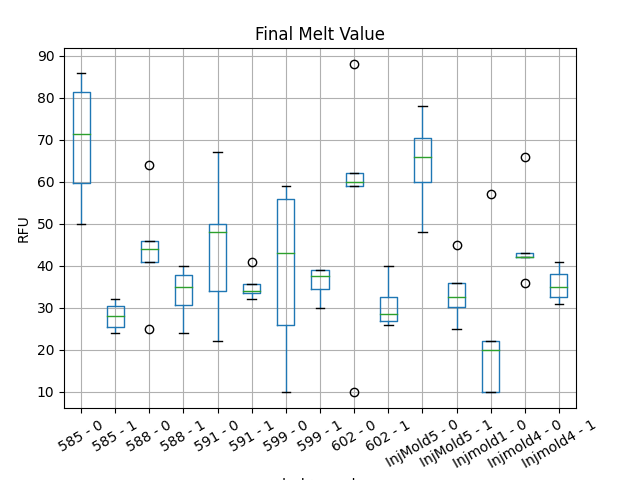 Final Melt Value
RFU
90
80
70
60
50
40
30
20
10
585 - 0
585 - 1
588 - 0
588 - 1
591 - 0
591 - 1
599 - 0
599 - 1
602 - 0
602 - 1
InjMold5 - 0
InjMold5 - 1
Injmold1 - 0
Injmold4 - 0
Injmold4 - 1